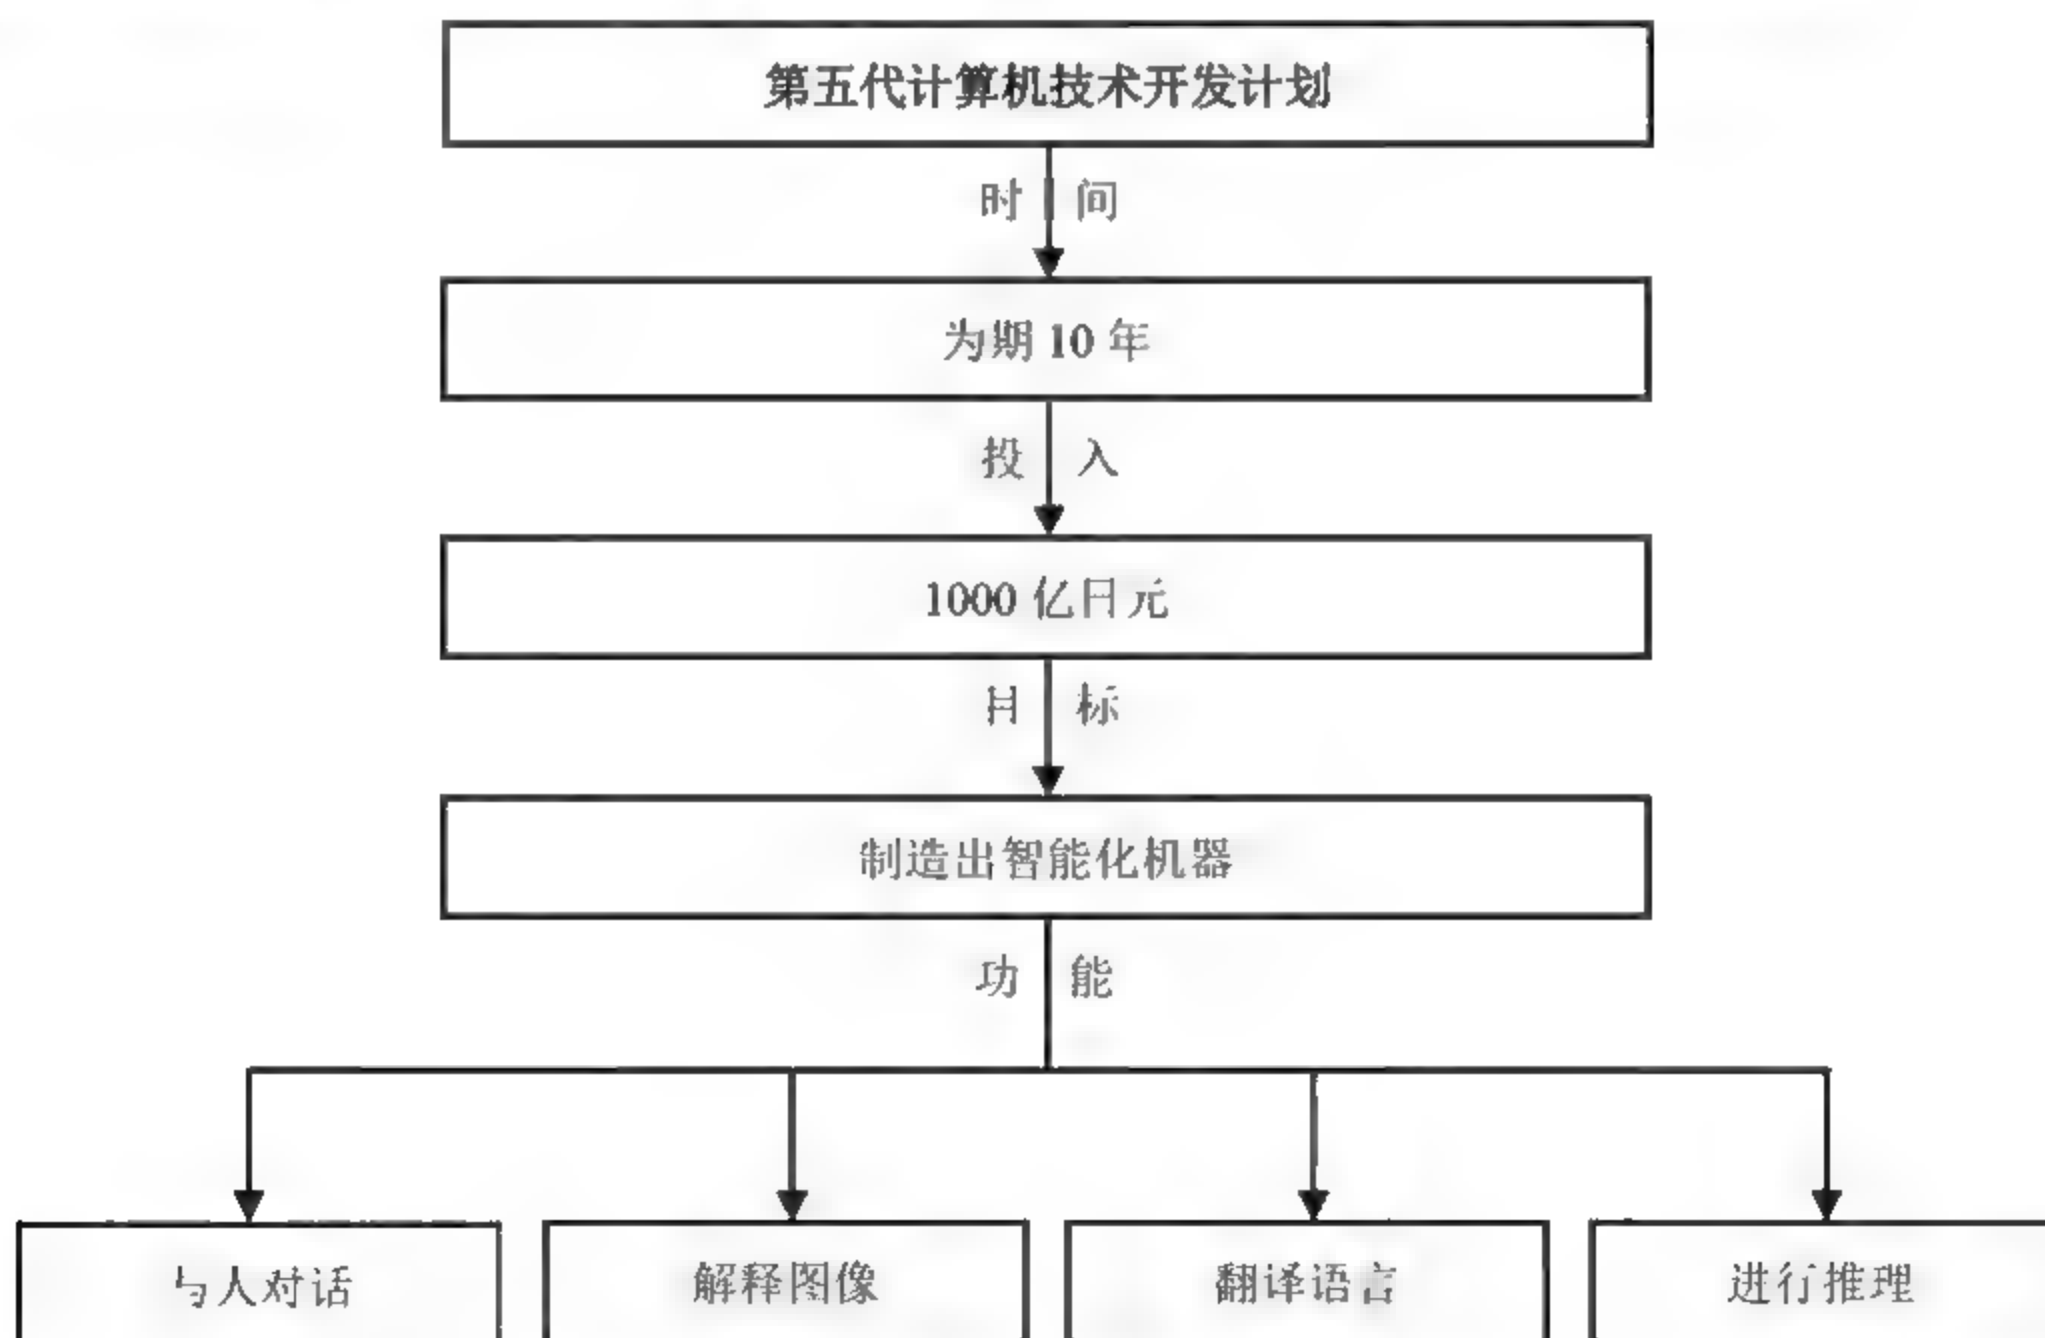 第五代计算机技术开发计划
时间
为期10年
投入
1000亿日元
目标
制造出智能化机器
功能
与人对话
解释图像
翻译语言
进行推理